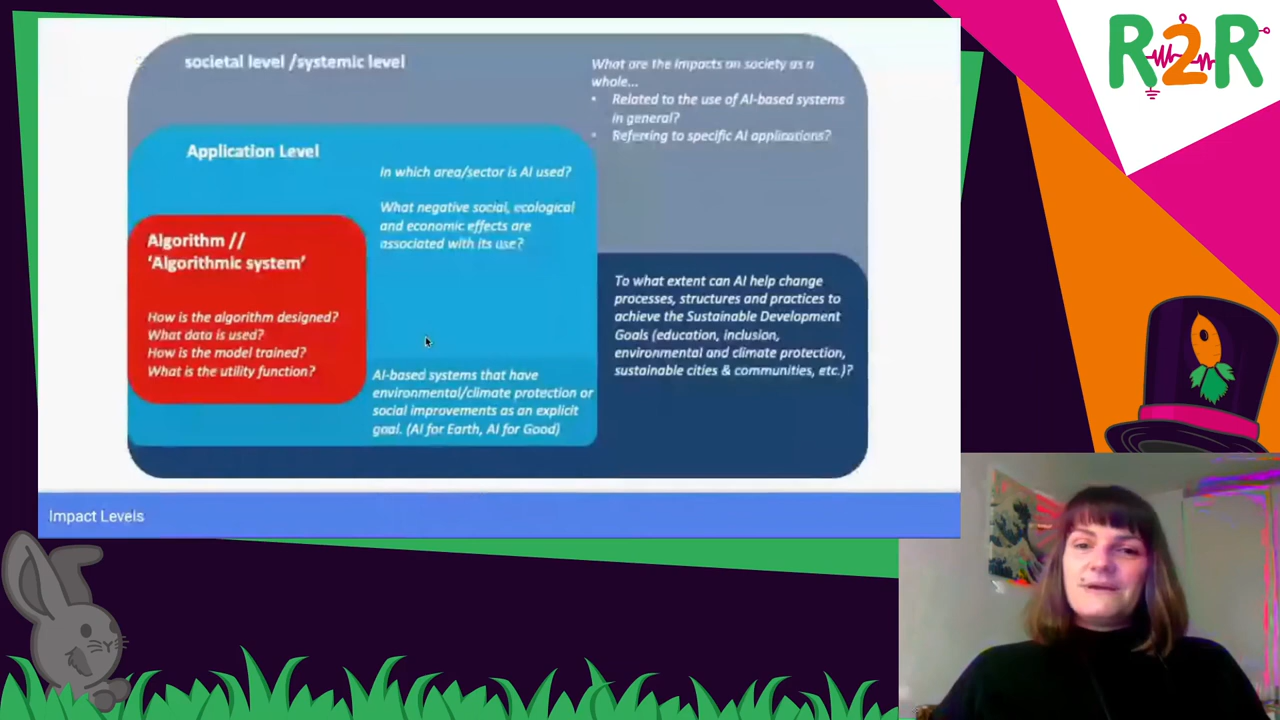 societal level /systemic level
What are the impacts on society as a
whole...
• Related to the use of AI-based systems
in general?
• Referring to specific AI applications?
Application Level
In which area/sector is AI used?
What negative social, ecological
and economic effects are
associated with its use?
Algorithm //
‘Algorithmic system’
How is the algorithm designed?
What data is used?
How is the model trained?
What is the utility function?
AI-based systems that have
environmental/climate protection or
social improvements as an explicit
goal. (AI for Earth, AI for Good)
To what extent can AI help change
processes, structures and practices to
achieve the Sustainable Development
Goals (education, inclusion,
environmental and climate protection,
sustainable cities & communities, etc.)?
Impact Levels
R2R